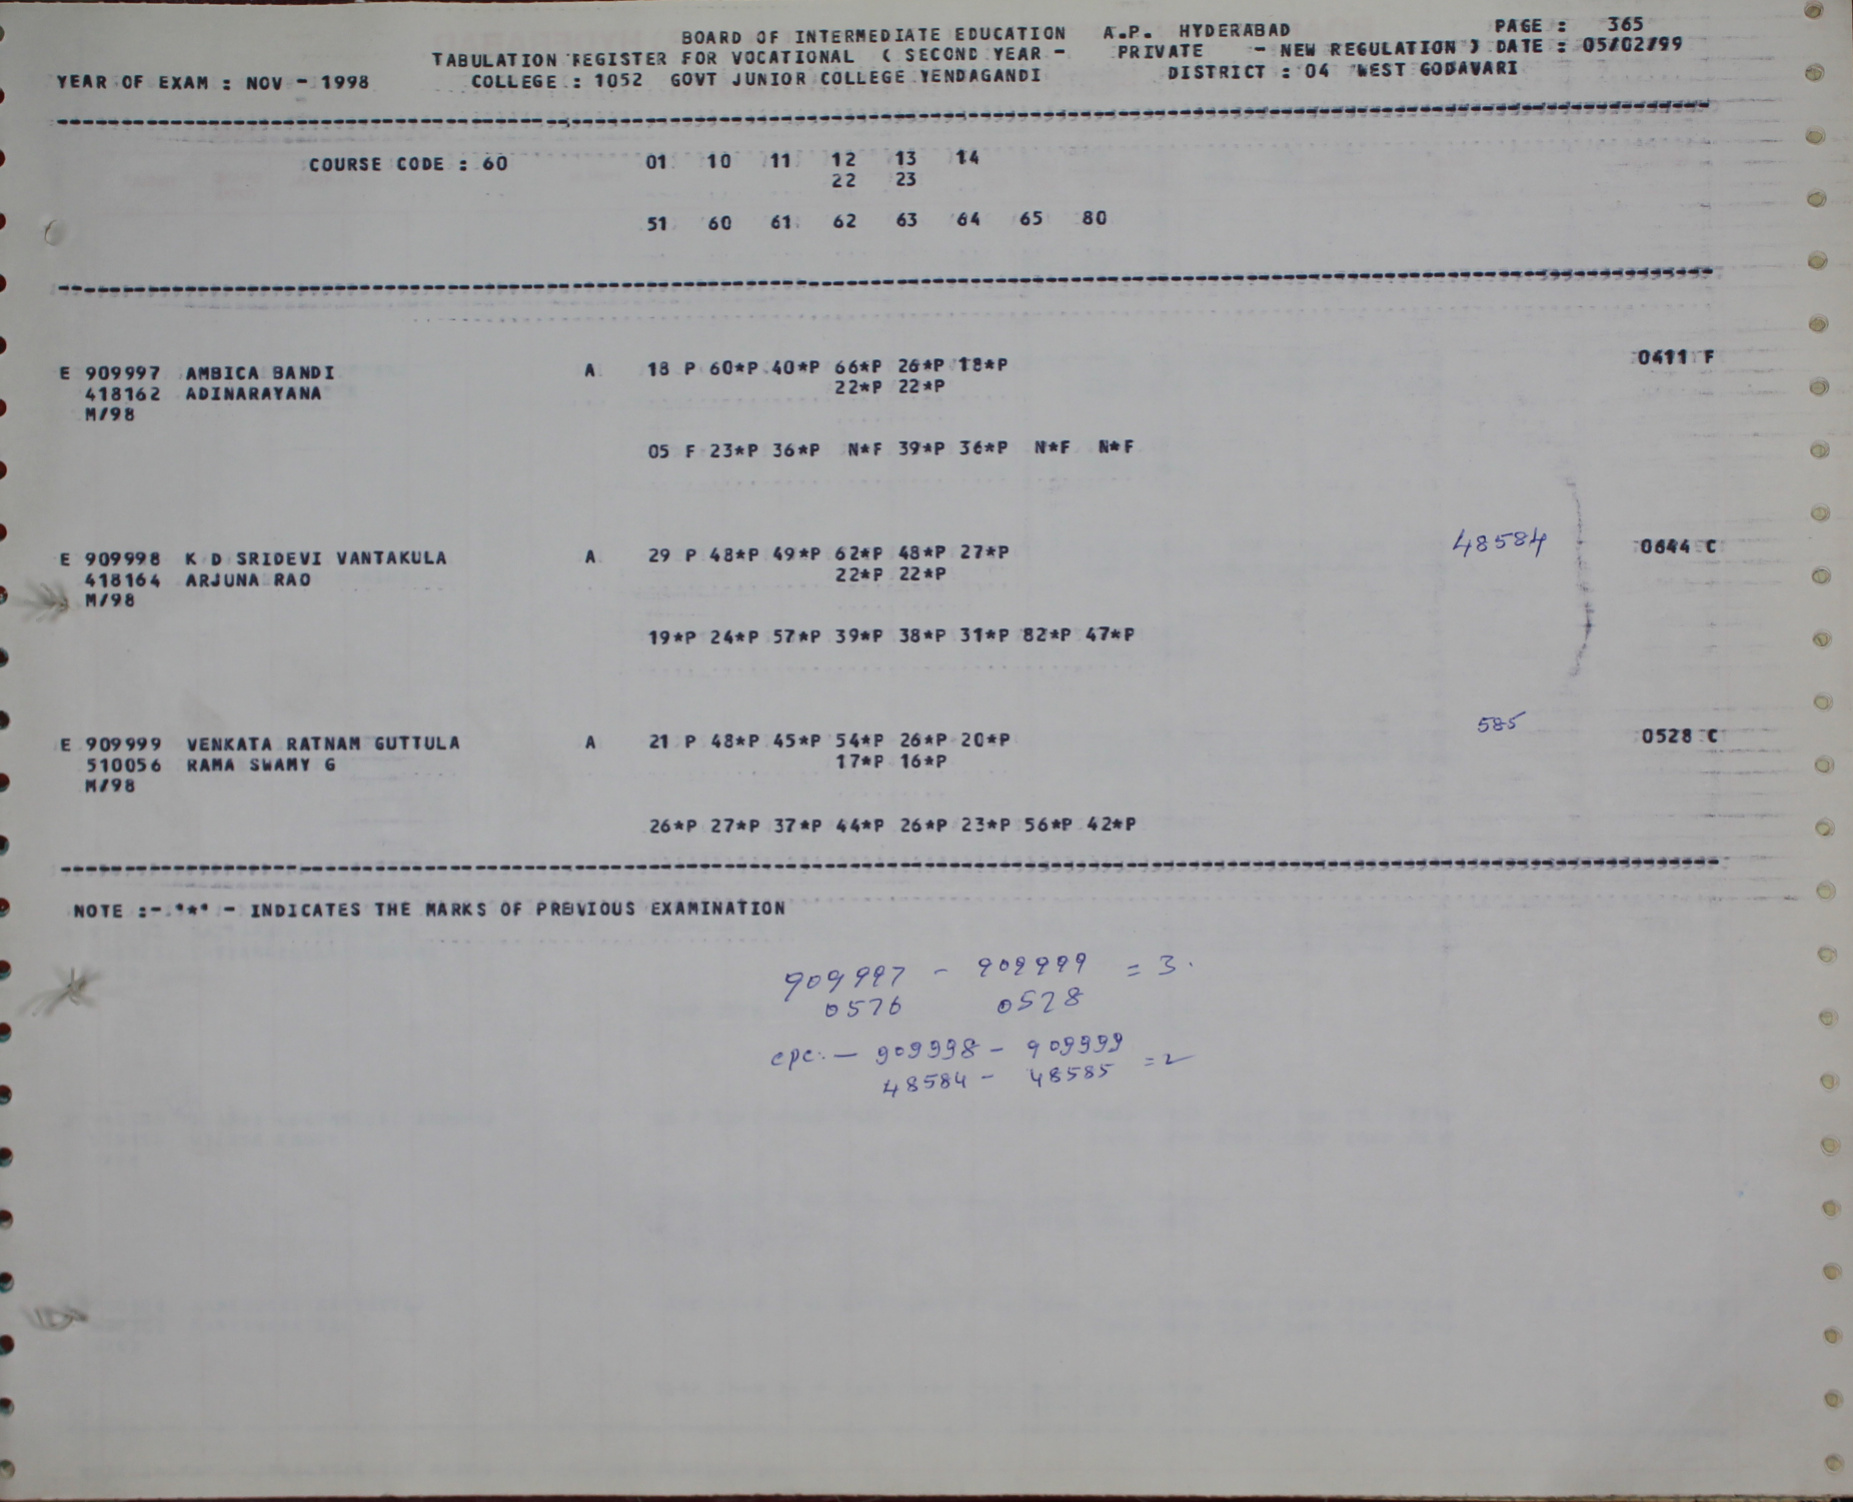 BOARD OF INTERMEDIATE EDUCATION A.P. HYDERABAD PAGE : 365
TABULATION REGISTER FOR VOCATIONAL ( SECOND YEAR - PRIVATE - NEW REGULATION ) DATE : 05/02/99
YEAR OF EXAM : NOV - 1998 COLLEGE : 1052 GOVT JUNIOR COLLEGE YENDAGANDI DISTRICT : 04 WEST GODAVARI
COURSE CODE : 60 01 10 11 12 13 14
22 23
51 60 61 62 63 64 65 80
E 909997 AMBICA BANDI A 18 P 60*P 40*P 66*P 26*P 18*P 0411 F
418162 ADINARAYANA 22*P 22*P
M/98
05 F 23*P 36*P N*F 39*P 36*P N*F N*F
E 909998 K D SRIDEVI VANTAKULA A 29 P 48*P 49*P 62*P 48*P 27*P 48584 0644 C
418164 ARJUNA RAO 22*P 22*P
M/98
19*P 24*P 57*P 39*P 38*P 31*P 82*P 47*P
E 909999 VENKATA RATNAM GUTTULA A 21 P 48*P 45*P 54*P 26*P 20*P 585 0528 C
510056 RAMA SWAMY G 17*P 16*P
M/98
26*P 27*P 37*P 44*P 26*P 23*P 56*P 42*P
NOTE :- '*' - INDICATES THE MARKS OF PREVIOUS EXAMINATION
909997 - 909999 = 3.
0576 0578
cpc:- 909998 - 909999 = 2
48584 - 48585